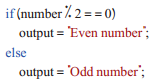 if(number % 2 == 0)
output = "Even number";
else
output = "Odd number";